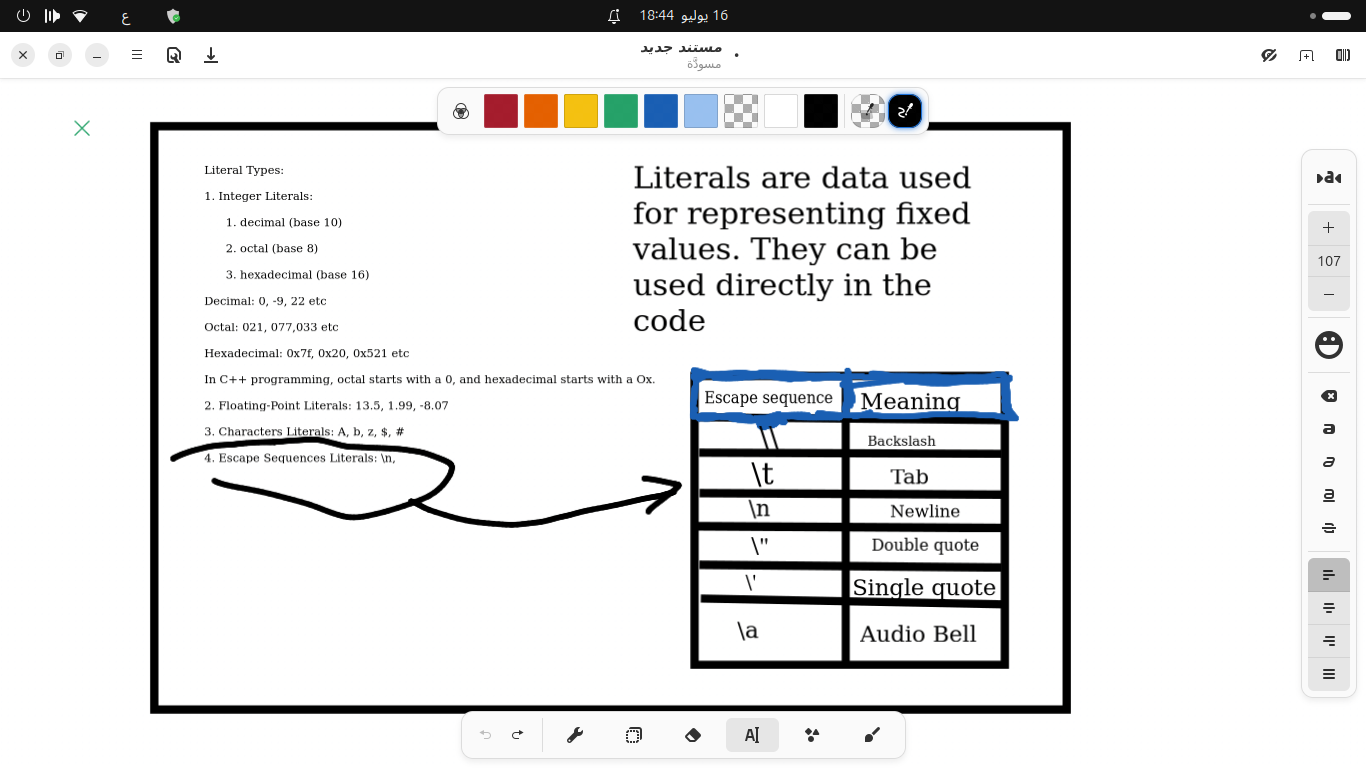 ع
16 يوليو 18:44
مستند جديد
مسودَّة
107
Literal Types:
1. Integer Literals:
1. decimal (base 10)
2. octal (base 8)
3. hexadecimal (base 16)
Decimal: 0, -9, 22 etc
Octal: 021, 077,033 etc
Hexadecimal: 0x7f, 0x20, 0x521 etc
In C++ programming, octal starts with a 0, and hexadecimal starts with a Ox.
2. Floating-Point Literals: 13.5, 1.99, -8.07
3. Characters Literals: A, b, z, $, #
4. Escape Sequences Literals: \n,
Literals are data used
for representing fixed
values. They can be
used directly in the
code
Escape sequence Meaning
\\ Backslash
\t Tab
\n Newline
\" Double quote
\' Single quote
\a Audio Bell
a
a
a
a
A